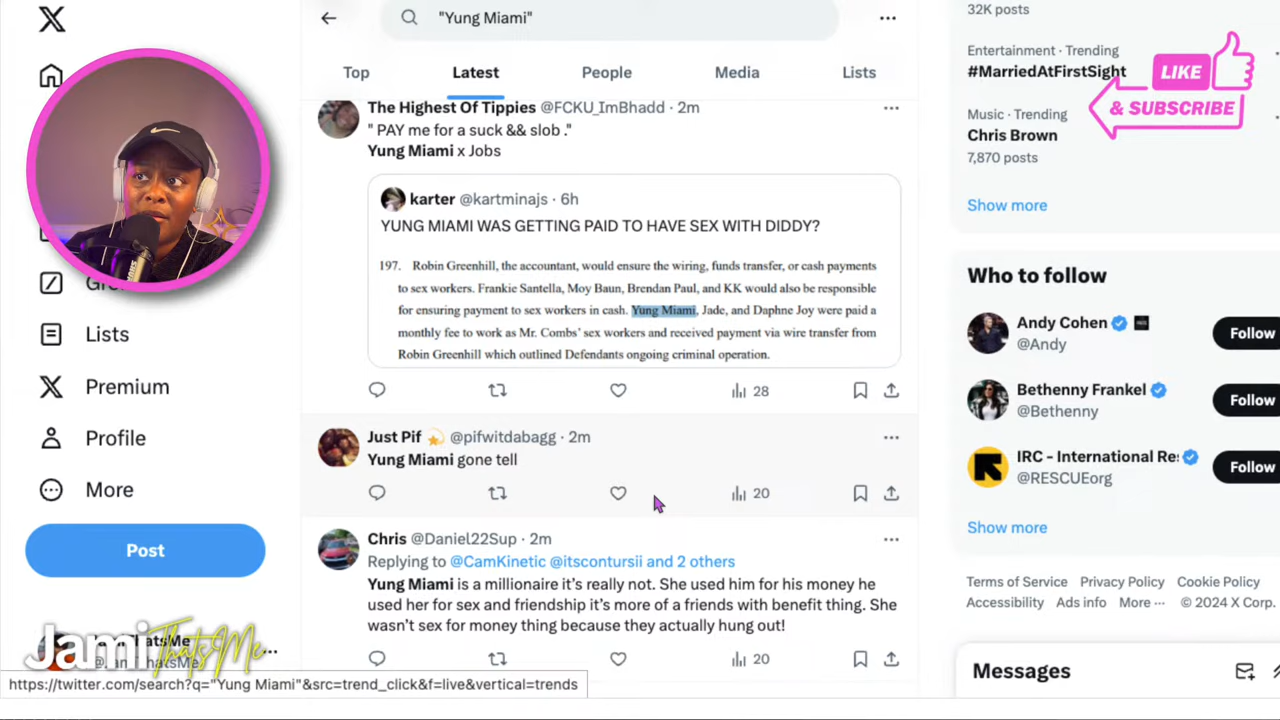 "Yung Miami"
Top
Latest
People
Media
Lists
The Highest Of Tippies @FCKU_ImBhadd · 2m
" PAY me for a suck && slob ."
Yung Miami x Jobs
karter @kartminajs · 6h
YUNG MIAMI WAS GETTING PAID TO HAVE SEX WITH DIDDY?
197. Robin Greenhill, the accountant, would ensure the wiring, funds transfer, or cash payments
to sex workers. Frankie Santella, Moy Baun, Brendan Paul, and KK would also be responsible
for ensuring payment to sex workers in cash. Yung Miami, Jade, and Daphne Joy were paid a
monthly fee to work as Mr. Combs' sex workers and received payment via wire transfer from
Robin Greenhill which outlined Defendants ongoing criminal operation.
28
Just Pif @pifwitdabagg · 2m
Yung Miami gone tell
20
Chris @Daniel22Sup · 2m
Replying to @CamKinetic @itscontursii and 2 others
Yung Miami is a millionaire it's really not. She used him for his money he
used her for sex and friendship it's more of a friends with benefit thing. She
wasn't sex for money thing because they actually hung out!
20
Lists
Premium
Profile
More
Post
Jami ThatsMe
https://twitter.com/search?q="Yung Miami"&src=trend_click&f=live&vertical=trends
32K posts
Entertainment · Trending
#MarriedAtFirstSight
Music · Trending
Chris Brown
7,870 posts
Show more
LIKE
& SUBSCRIBE
Who to follow
Andy Cohen
@Andy
Follow
Bethenny Frankel
@Bethenny
Follow
IRC - International Re
@RESCUEorg
Follow
Show more
Terms of Service Privacy Policy Cookie Policy
Accessibility Ads info More ··· © 2024 X Corp.
Messages